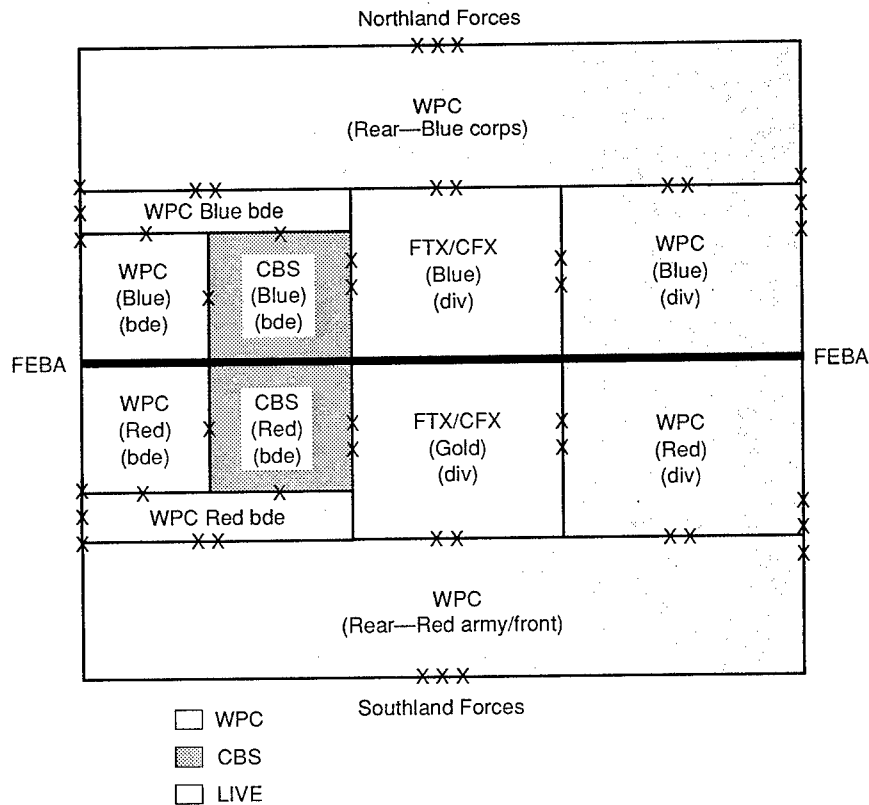 Northland Forces
WPC
(Rear—Blue corps)
WPC Blue bde
WPC
(Blue)
(bde)
CBS
(Blue)
(bde)
FTX/CFX
(Blue)
(div)
WPC
(Blue)
(div)
FEBA
FEBA
WPC
(Red)
(bde)
CBS
(Red)
(bde)
FTX/CFX
(Gold)
(div)
WPC
(Red)
(div)
WPC Red bde
WPC
(Rear—Red army/front)
Southland Forces
WPC
CBS
LIVE